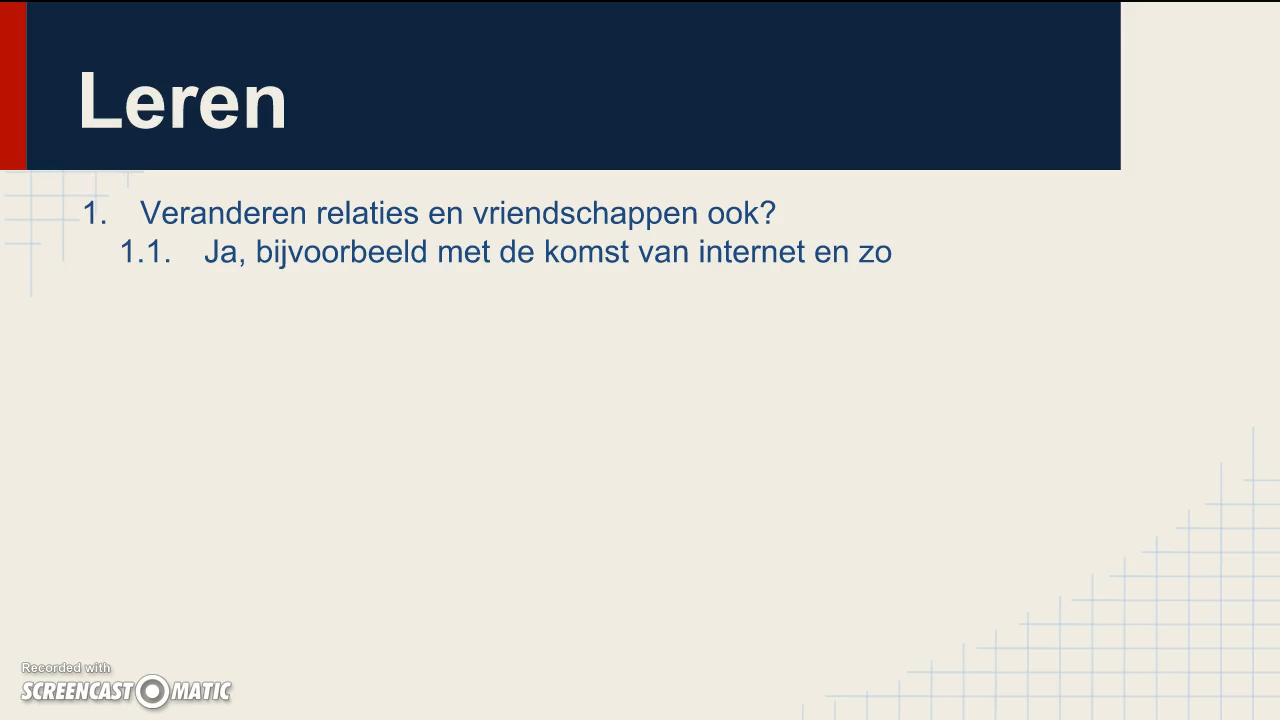 Leren
1. Veranderen relaties en vriendschappen ook?
1.1. Ja, bijvoorbeeld met de komst van internet en zo
Recorded with
SCREENCAST MATIC